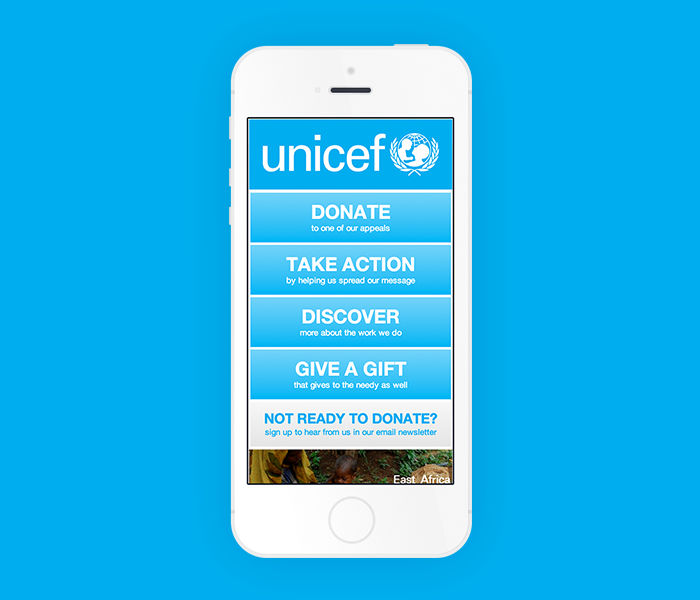 unicef
DONATE
to one of our appeals
TAKE ACTION
by helping us spread our message
DISCOVER
more about the work we do
GIVE A GIFT
that gives to the needy as well
NOT READY TO DONATE?
sign up to hear from us in our email newsletter
East Africa